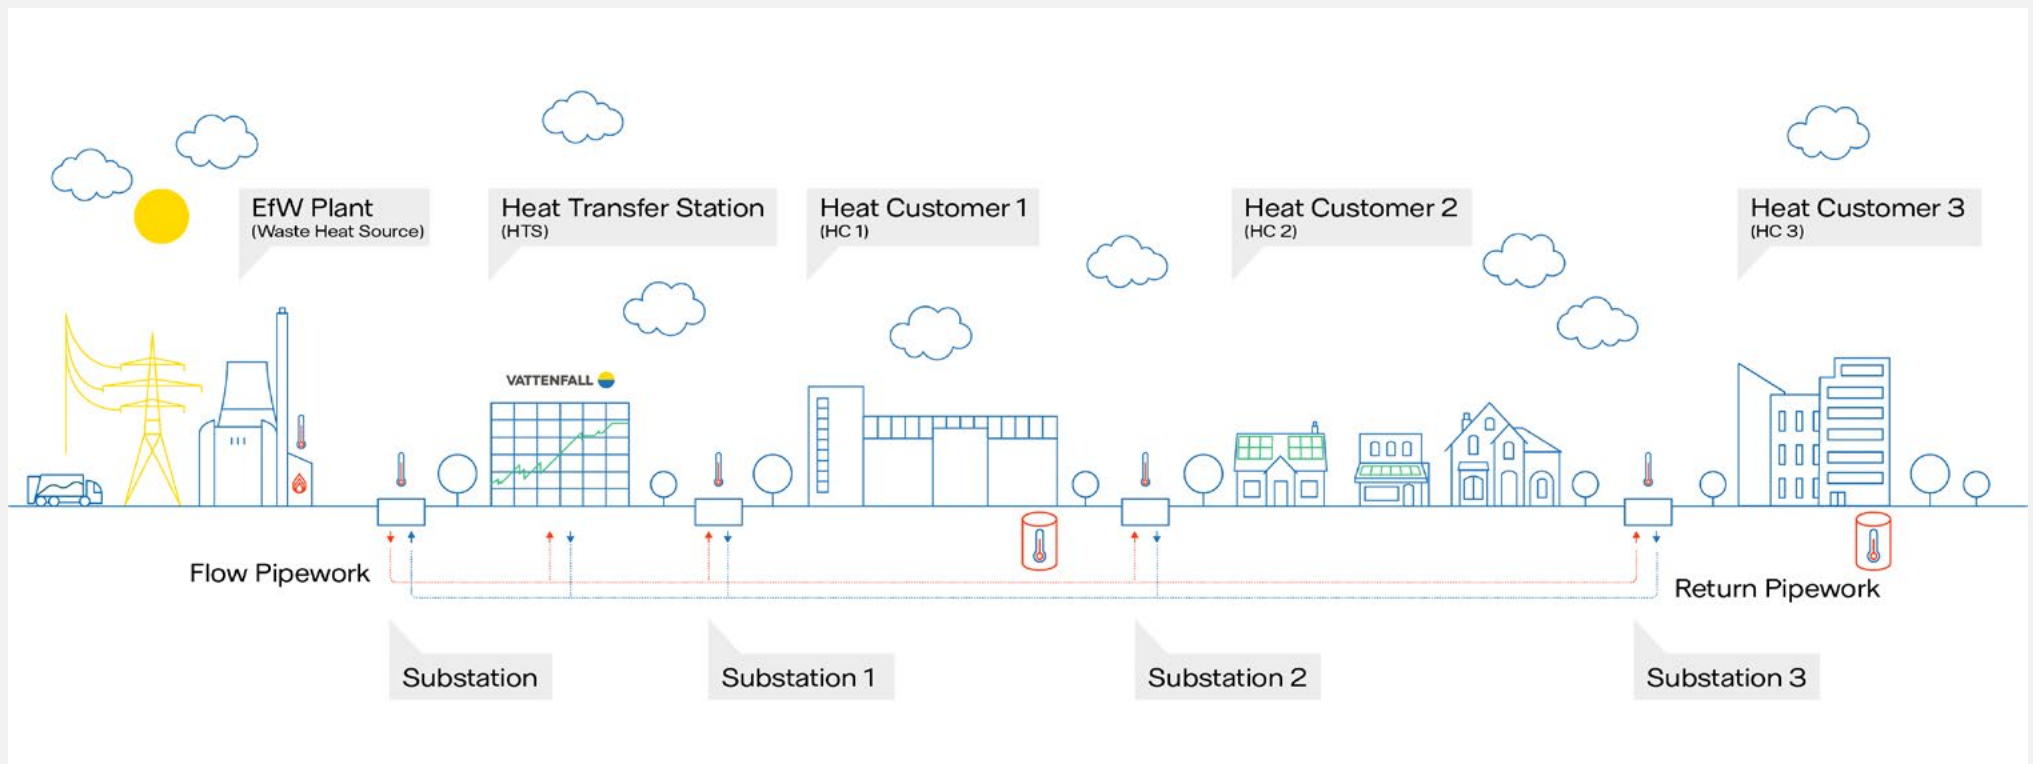 EfW Plant
(Waste Heat Source)
Heat Transfer Station
(HTS)
Heat Customer 1
(HC 1)
Heat Customer 2
(HC 2)
Heat Customer 3
(HC 3)
VATTENFALL
Flow Pipework
Return Pipework
Substation
Substation 1
Substation 2
Substation 3